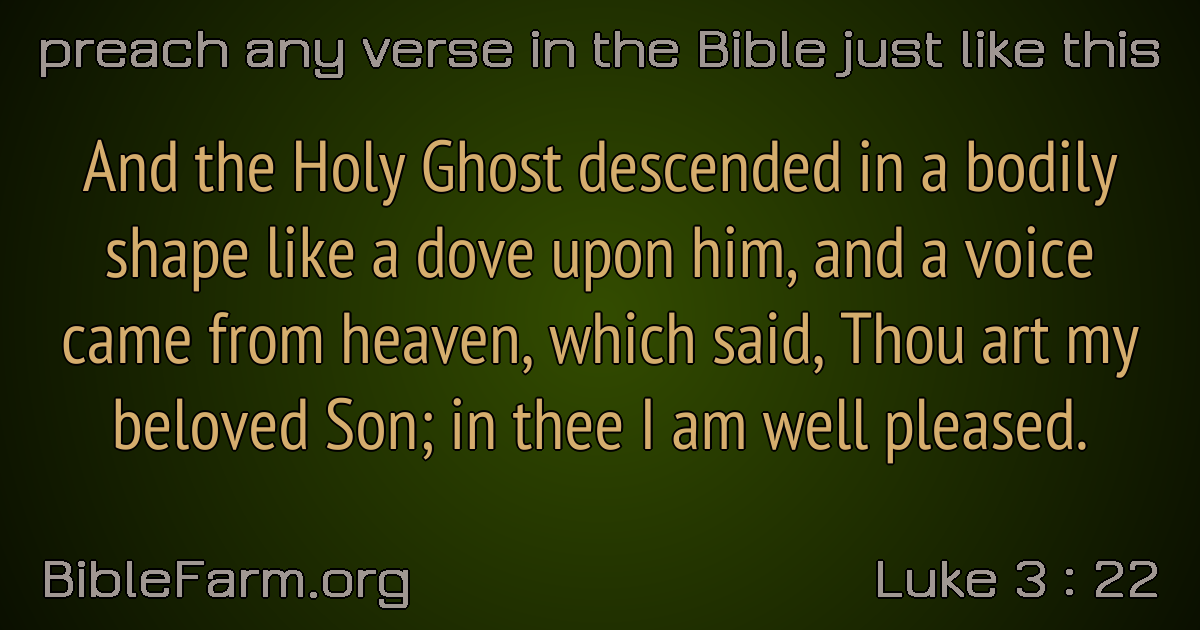 preach any verse in the Bible just like this
And the Holy Ghost descended in a bodily
shape like a dove upon him, and a voice
came from heaven, which said, Thou art my
beloved Son; in thee I am well pleased.
BibleFarm.org
Luke 3 : 22